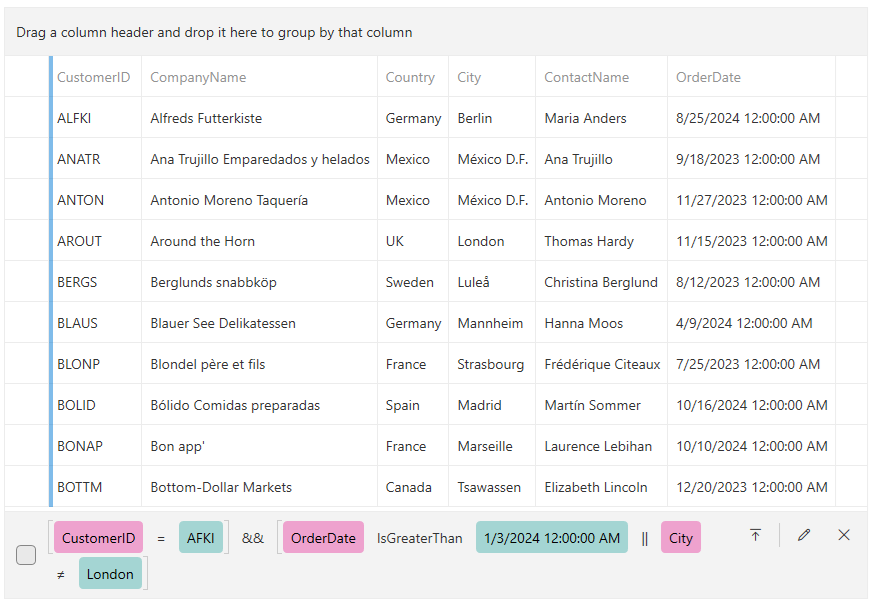 Drag a column header and drop it here to group by that column
CustomerID CompanyName Country City ContactName OrderDate
ALFKI Alfreds Futterkiste Germany Berlin Maria Anders 8/25/2024 12:00:00 AM
ANATR Ana Trujillo Emparedados y helados Mexico México D.F. Ana Trujillo 9/18/2023 12:00:00 AM
ANTON Antonio Moreno Taquería Mexico México D.F. Antonio Moreno 11/27/2023 12:00:00 AM
AROUT Around the Horn UK London Thomas Hardy 11/15/2023 12:00:00 AM
BERGS Berglunds snabbköp Sweden Luleå Christina Berglund 8/12/2023 12:00:00 AM
BLAUS Blauer See Delikatessen Germany Mannheim Hanna Moos 4/9/2024 12:00:00 AM
BLONP Blondel père et fils France Strasbourg Frédérique Citeaux 7/25/2023 12:00:00 AM
BOLID Bólido Comidas preparadas Spain Madrid Martín Sommer 10/16/2024 12:00:00 AM
BONAP Bon app' France Marseille Laurence Lebihan 10/10/2024 12:00:00 AM
BOTTM Bottom-Dollar Markets Canada Tsawassen Elizabeth Lincoln 12/20/2023 12:00:00 AM
[CustomerID = AFKI] && [OrderDate IsGreaterThan 1/3/2024 12:00:00 AM || City
≠ London]